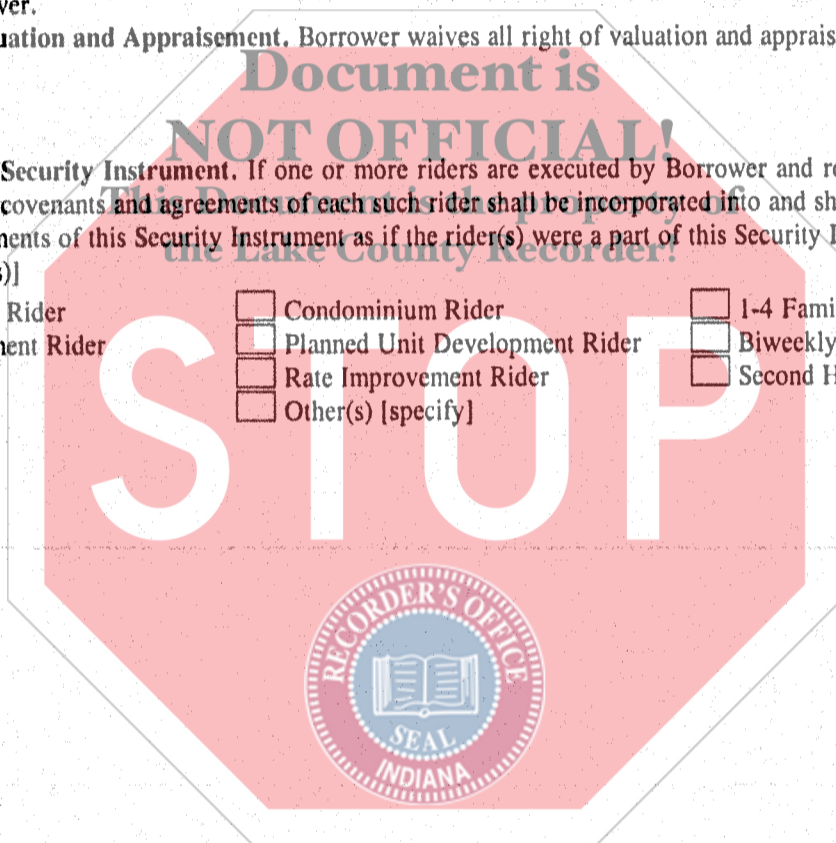 ver.
uation and Appraisement. Borrower waives all right of valuation and apprais
Document is
NOT OFFICIAL!
Security Instrument. If one or more riders are executed by Borrower and re
This Document is the property of
covenants and agreements of each such rider shall be incorporated into and sh
nents of this Security Instrument as if the rider(s) were a part of this Security I
the Lake County Recorder!
s)]
Rider Condominium Rider 1-4 Fami
nent Rider Planned Unit Development Rider Biweekly
Rate Improvement Rider Second H
Other(s) [specify]
STOP
RECORDER'S OFFICE
SEAL
INDIANA